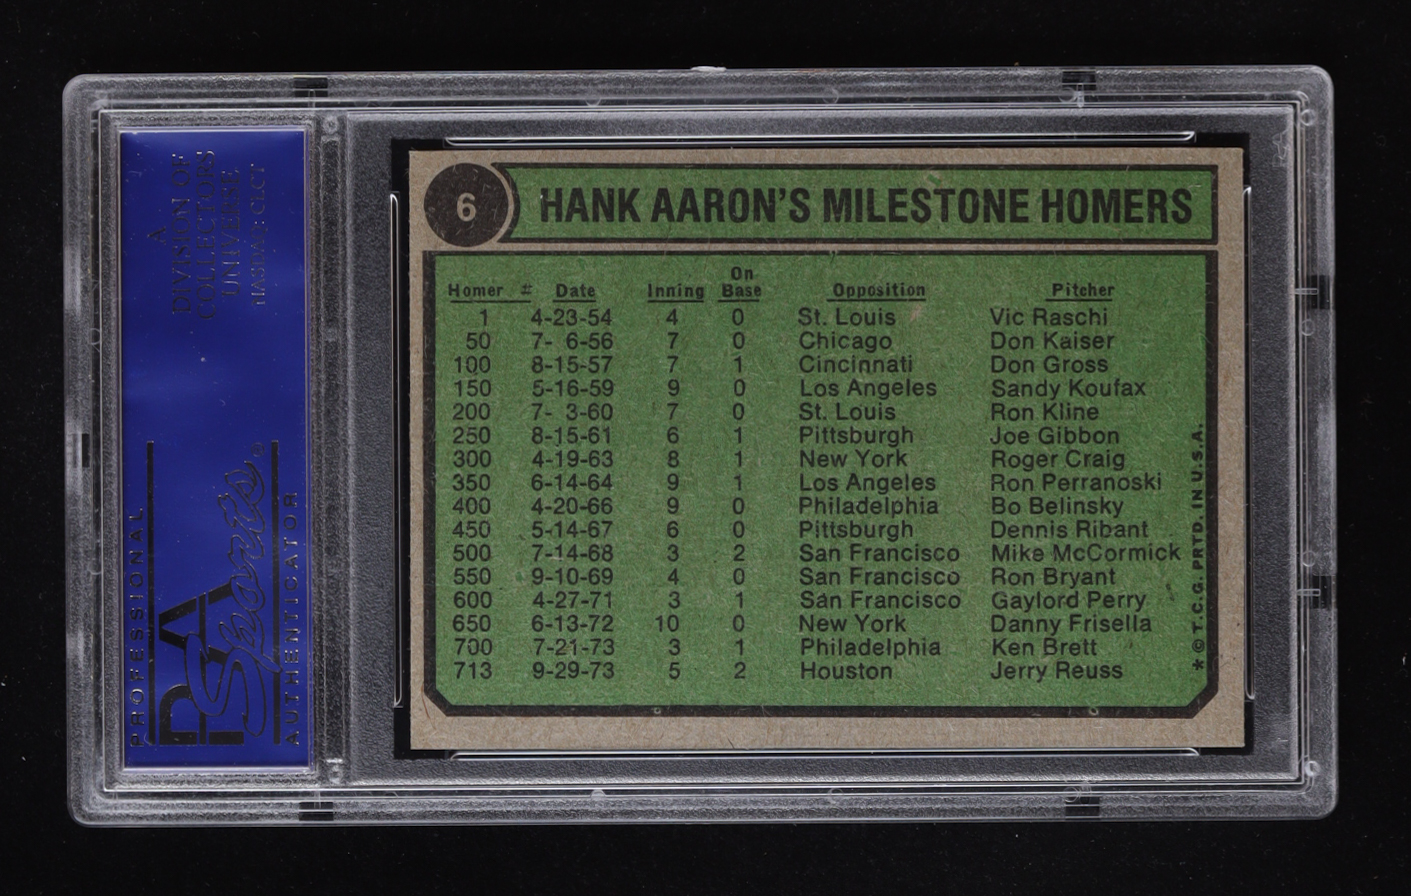 6
HANK AARON'S MILESTONE HOMERS
Homer # Date Inning On Base Opposition Pitcher
1 4-23-54 4 0 St. Louis Vic Raschi
50 7- 6-56 7 0 Chicago Don Kaiser
100 8-15-57 7 1 Cincinnati Don Gross
150 5-16-59 9 0 Los Angeles Sandy Koufax
200 7- 3-60 7 0 St. Louis Ron Kline
250 8-15-61 6 1 Pittsburgh Joe Gibbon
300 4-19-63 8 1 New York Roger Craig
350 6-14-64 9 1 Los Angeles Ron Perranoski
400 4-20-66 9 0 Philadelphia Bo Belinsky
450 5-14-67 6 0 Pittsburgh Dennis Ribant
500 7-14-68 3 2 San Francisco Mike McCormick
550 9-10-69 4 0 San Francisco Ron Bryant
600 4-27-71 3 1 San Francisco Gaylord Perry
650 6-13-72 10 0 New York Danny Frisella
700 7-21-73 3 1 Philadelphia Ken Brett
713 9-29-73 5 2 Houston Jerry Reuss
* © T.C.G. PRTD. IN U.S.A.
A
DIVISION OF
COLLECTORS
UNIVERSE
NASDAQ: CLCT
PROFESSIONAL
PSA
Sports
AUTHENTICATOR